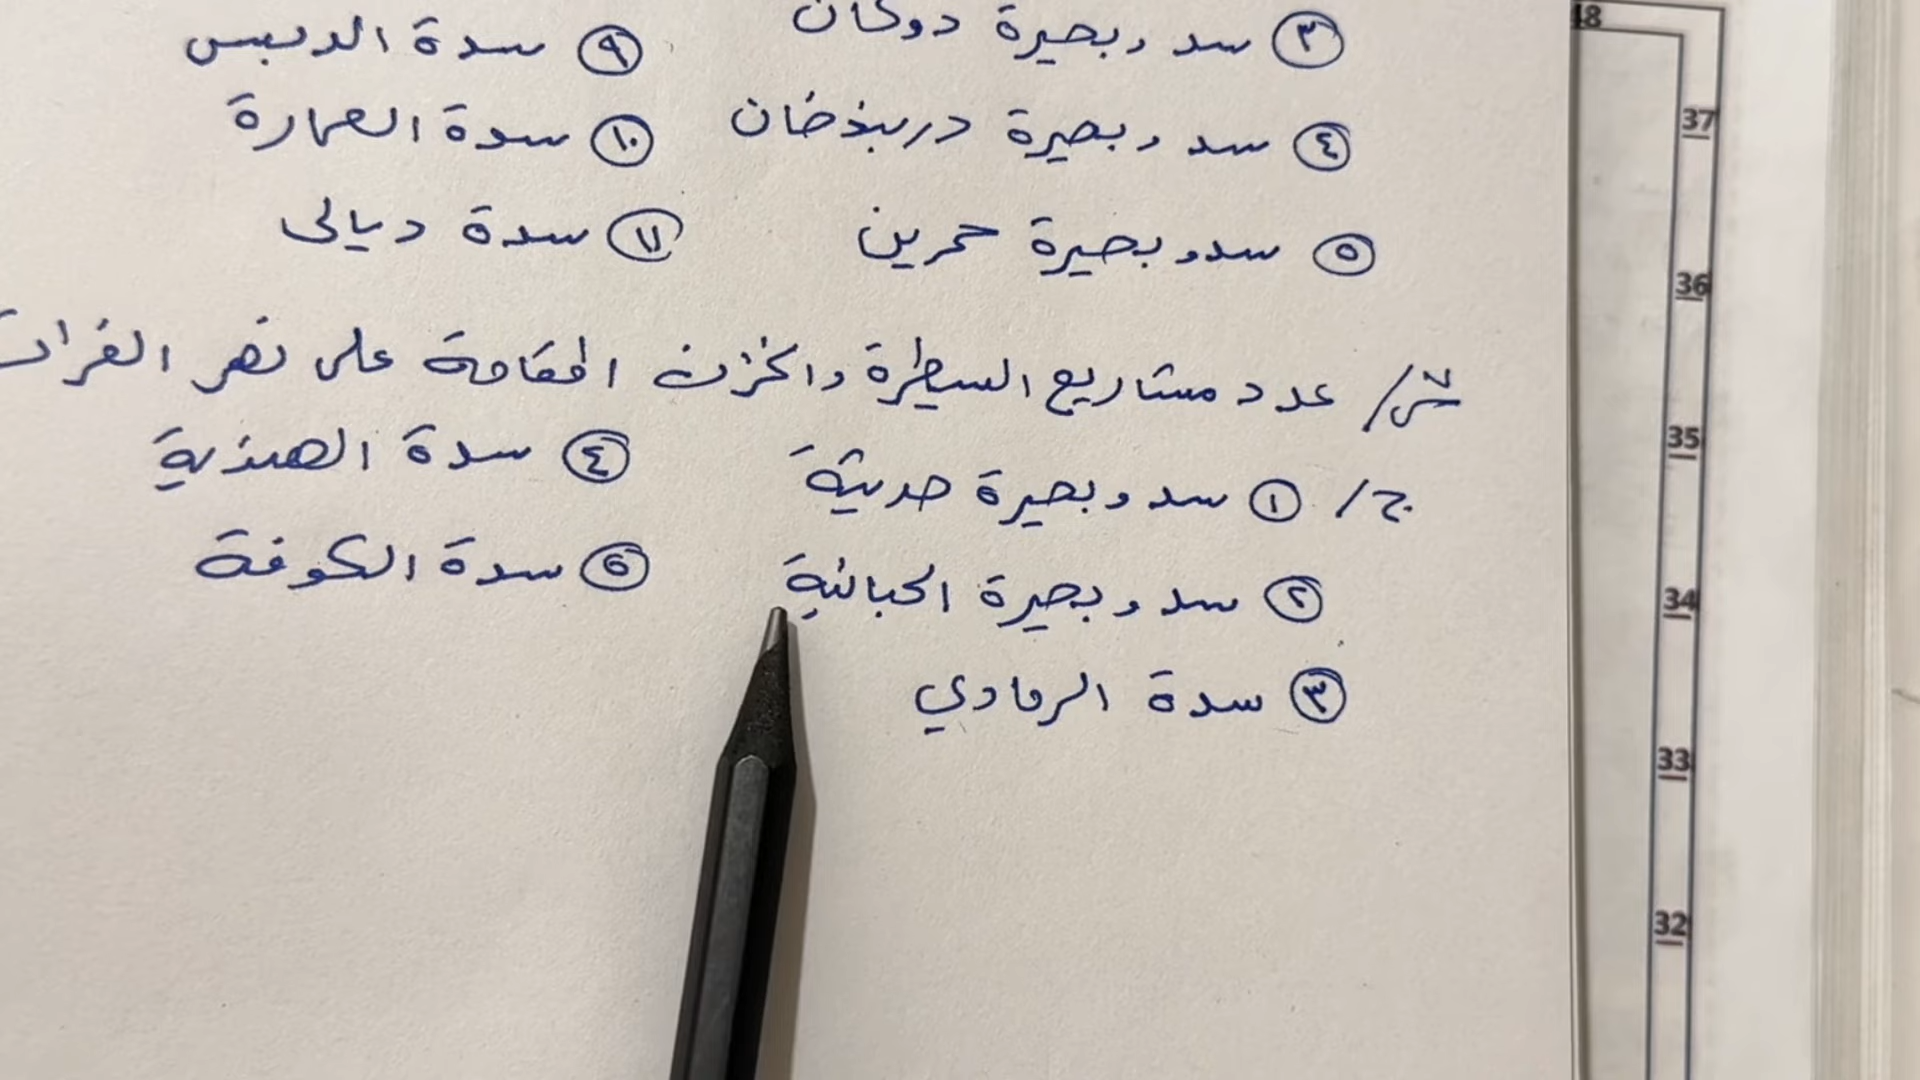 ٣ سد وبحيرة دوكان
٤ سد وبحيرة دربندخان
٥ سد وبحيرة حمرين
٩ سدة الدبس
١٠ سدة العمارة
١١ سدة ديالى
س/ عدد مشاريع السيطرة والخزن المقامة على نهر الفرات
ج/ ١ سد وبحيرة حديثة
٢ سد وبحيرة الحبانية
٣ سدة الرمادي
٤ سدة الهندية
٥ سدة الكوفة
48
37
36
35
34
33
32